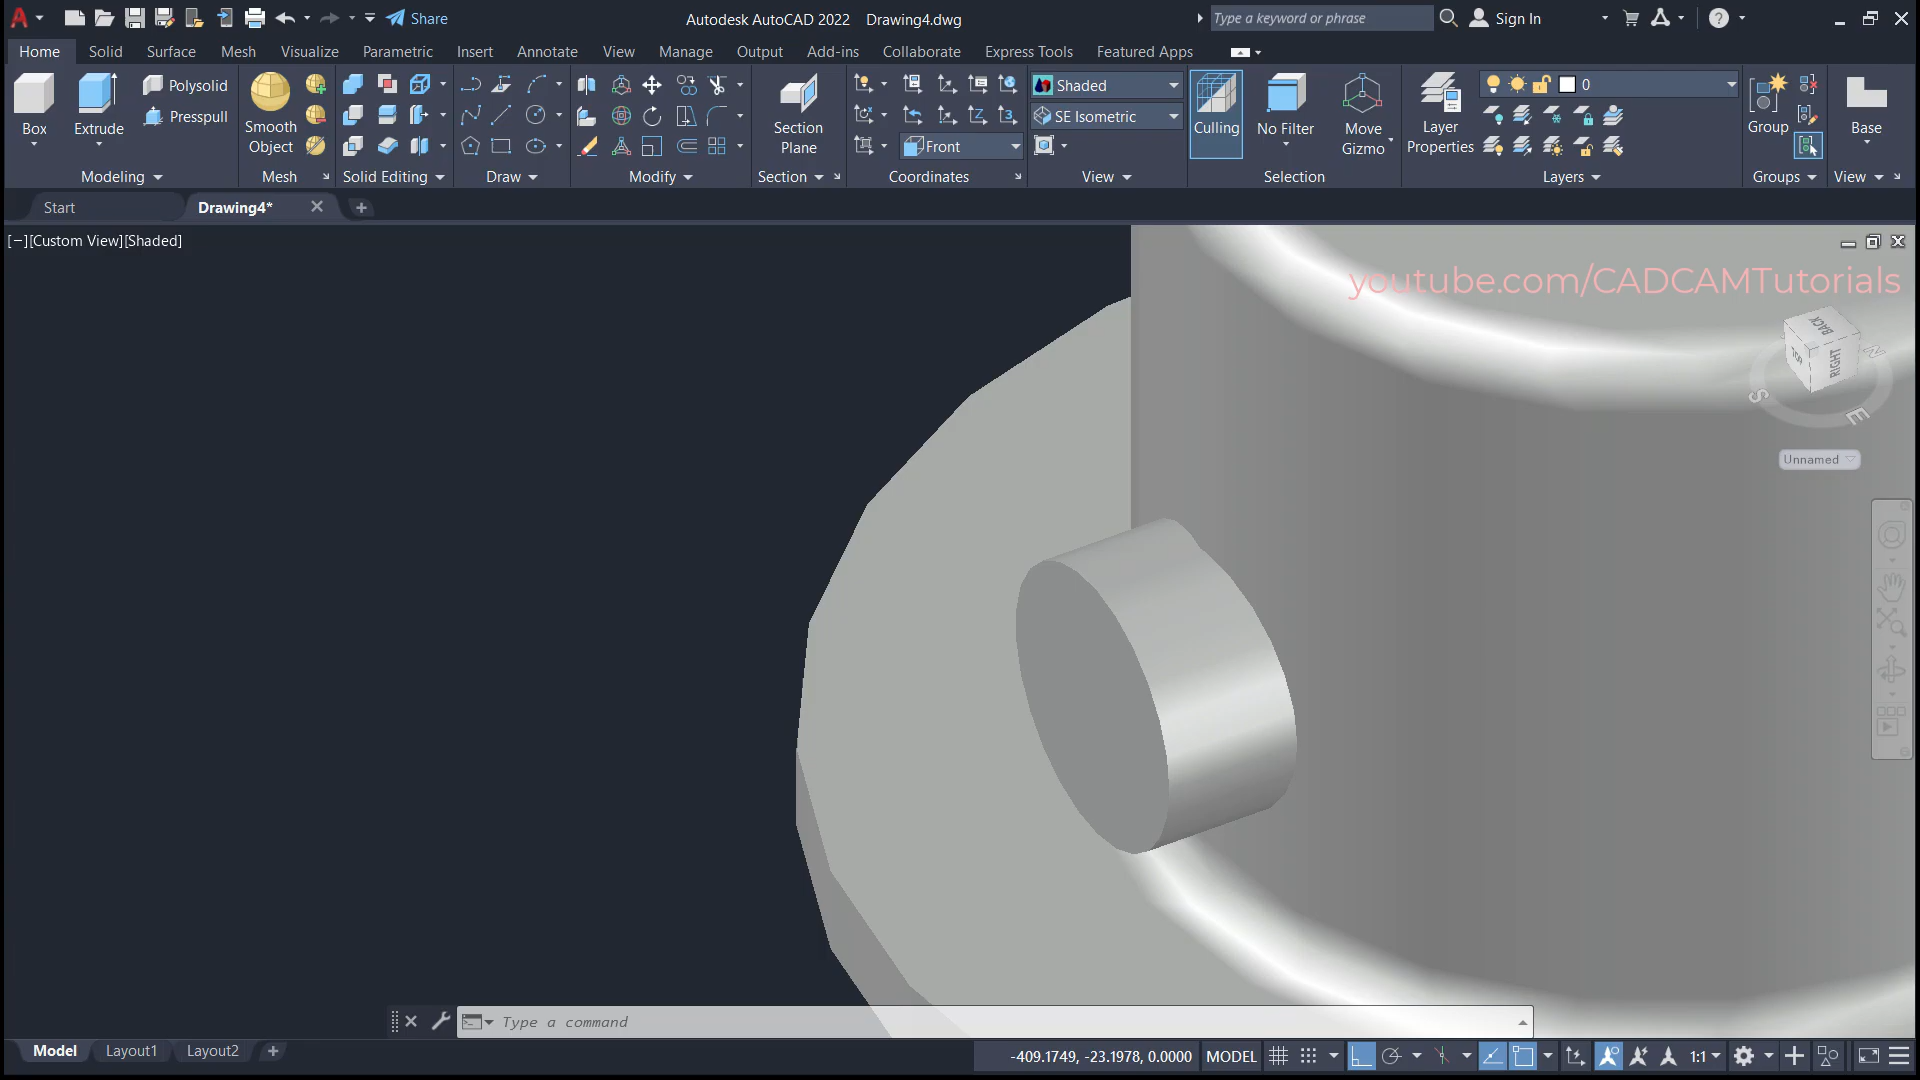 Share
Autodesk AutoCAD 2022 Drawing4.dwg
Type a keyword or phrase
Sign In
Home Solid Surface Mesh Visualize Parametric Insert Annotate View Manage Output Add-ins Collaborate Express Tools Featured Apps
Box
Extrude
Polysolid
Presspull
Smooth
Object
Section
Plane
Shaded
SE Isometric
Front
Culling
No Filter
Move
Gizmo
Layer
Properties
0
Group
Base
Modeling Mesh Solid Editing Draw Modify Section Coordinates View Selection Layers Groups View
Start Drawing4*
[−][Custom View][Shaded]
youtube.com/CADCAMTutorials
BACK
TOP
RIGHT
N
S
E
Unnamed
Type a command
Model Layout1 Layout2
-409.1749, -23.1978, 0.0000 MODEL 1:1